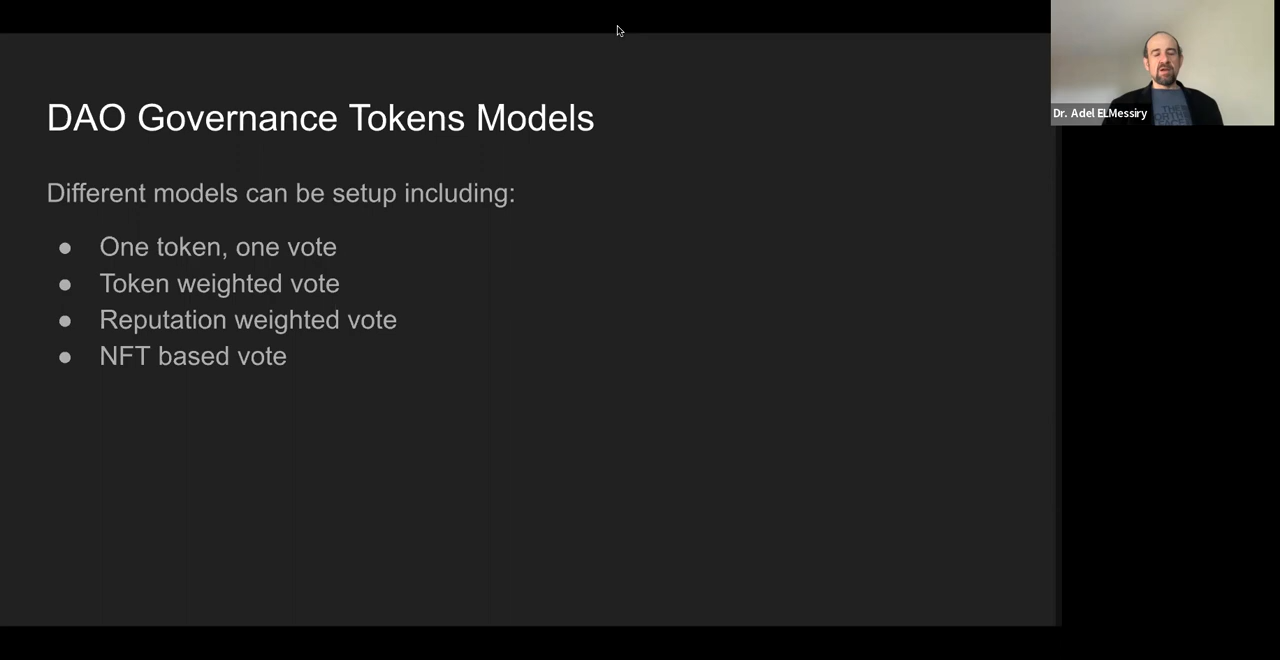 DAO Governance Tokens Models
Different models can be setup including:
● One token, one vote
● Token weighted vote
● Reputation weighted vote
● NFT based vote
Dr. Adel ELMessiry